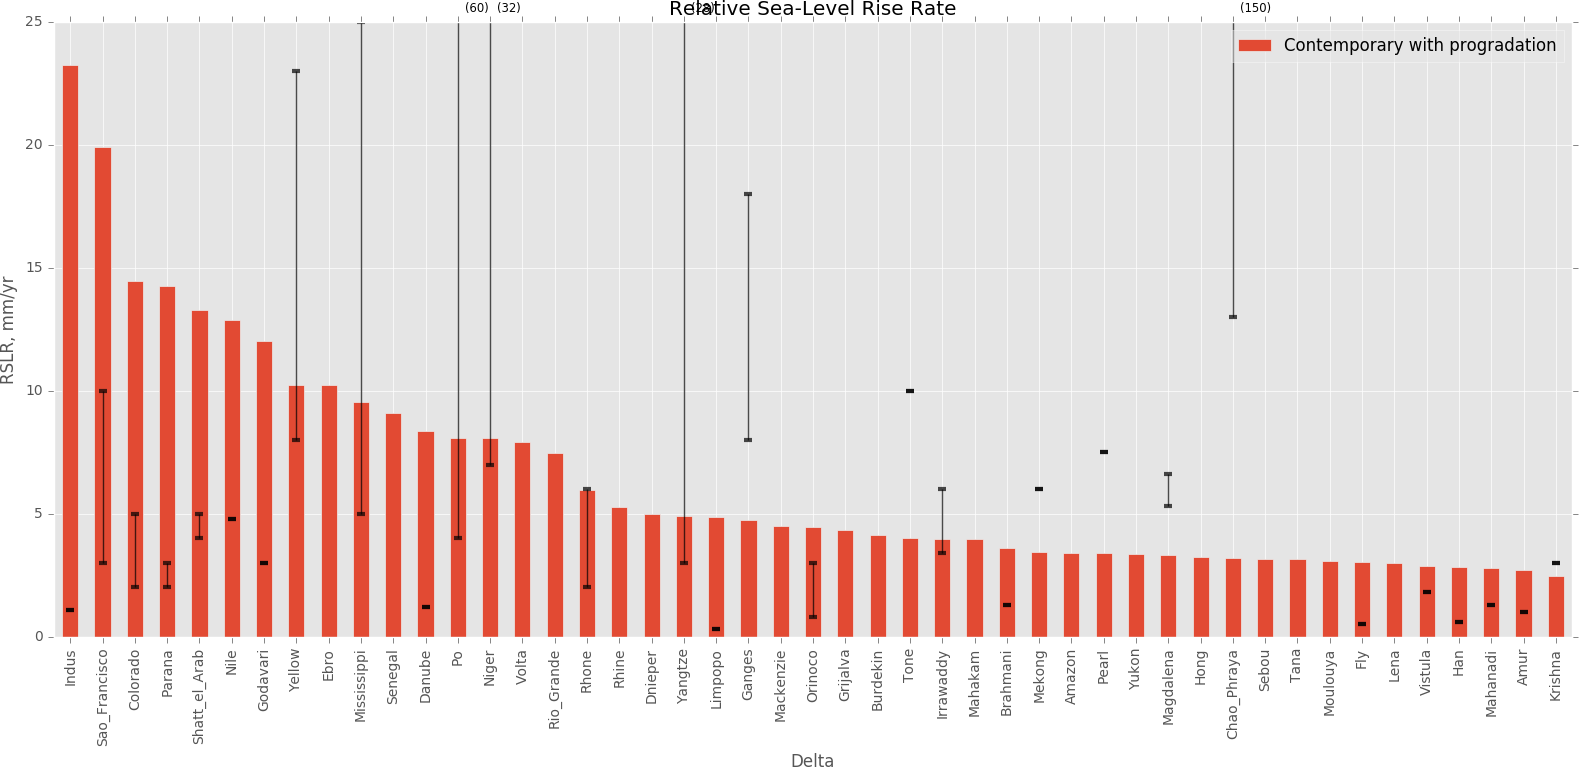 (60) (32) (28) (150)
Relative Sea-Level Rise Rate
Contemporary with progradation
25
20
15
10
5
0
RSLR, mm/yr
Indus
Sao_Francisco
Colorado
Parana
Shatt_el_Arab
Nile
Godavari
Yellow
Ebro
Mississippi
Senegal
Danube
Po
Niger
Volta
Rio_Grande
Rhone
Rhine
Dnieper
Yangtze
Limpopo
Ganges
Mackenzie
Orinoco
Grijalva
Burdekin
Tone
Irrawaddy
Mahakam
Brahmani
Mekong
Amazon
Pearl
Yukon
Magdalena
Hong
Chao_Phraya
Sebou
Tana
Moulouya
Fly
Lena
Vistula
Han
Mahanadi
Amur
Krishna
Delta